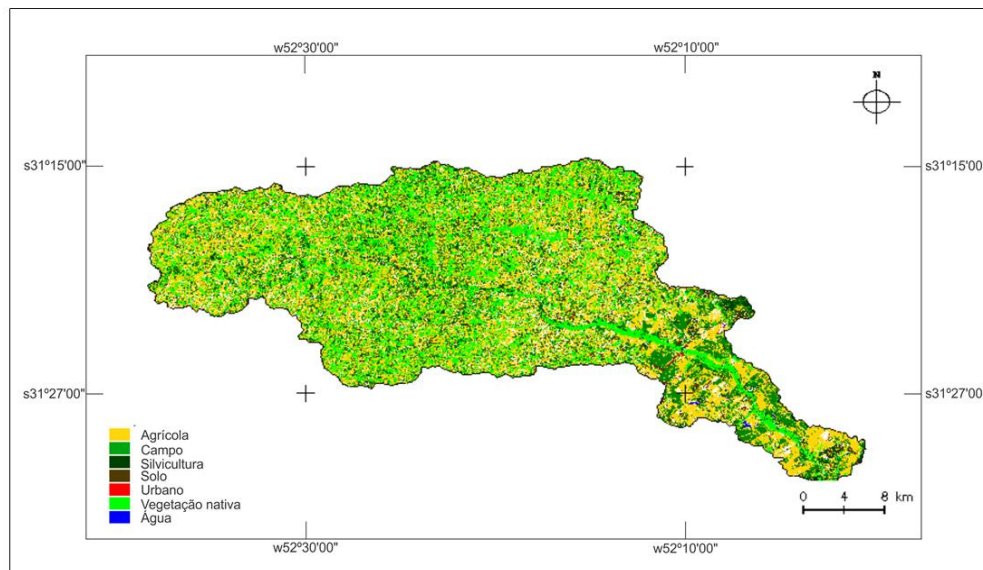 w52º30'00" w52º10'00"
N
s31º15'00" s31º15'00"
s31º27'00" s31º27'00"
Agrícola
Campo
Silvicultura
Solo
Urbano
Vegetação nativa
Água
0 4 8 km
w52º30'00" w52º10'00"